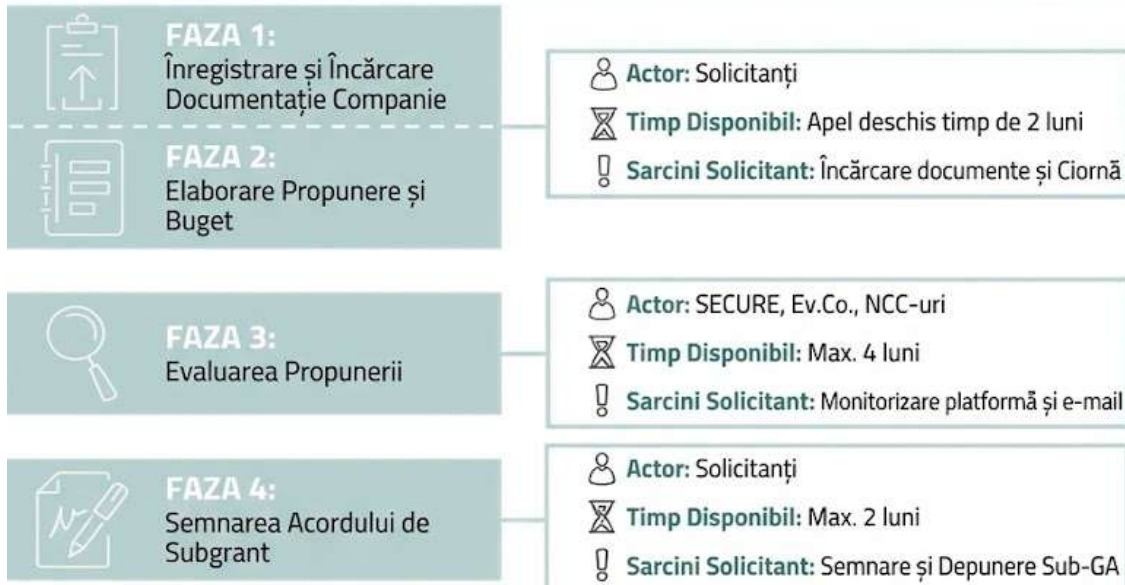 FAZA 1:
Înregistrare și Încărcare
Documentație Companie
FAZA 2:
Elaborare Propunere și
Buget
Actor: Solicitanți
Timp Disponibil: Apel deschis timp de 2 luni
Sarcini Solicitant: Încărcare documente și Ciornă
FAZA 3:
Evaluarea Propunerii
Actor: SECURE, Ev.Co., NCC-uri
Timp Disponibil: Max. 4 luni
Sarcini Solicitant: Monitorizare platformă și e-mail
FAZA 4:
Semnarea Acordului de
Subgrant
Actor: Solicitanți
Timp Disponibil: Max. 2 luni
Sarcini Solicitant: Semnare și Depunere Sub-GA